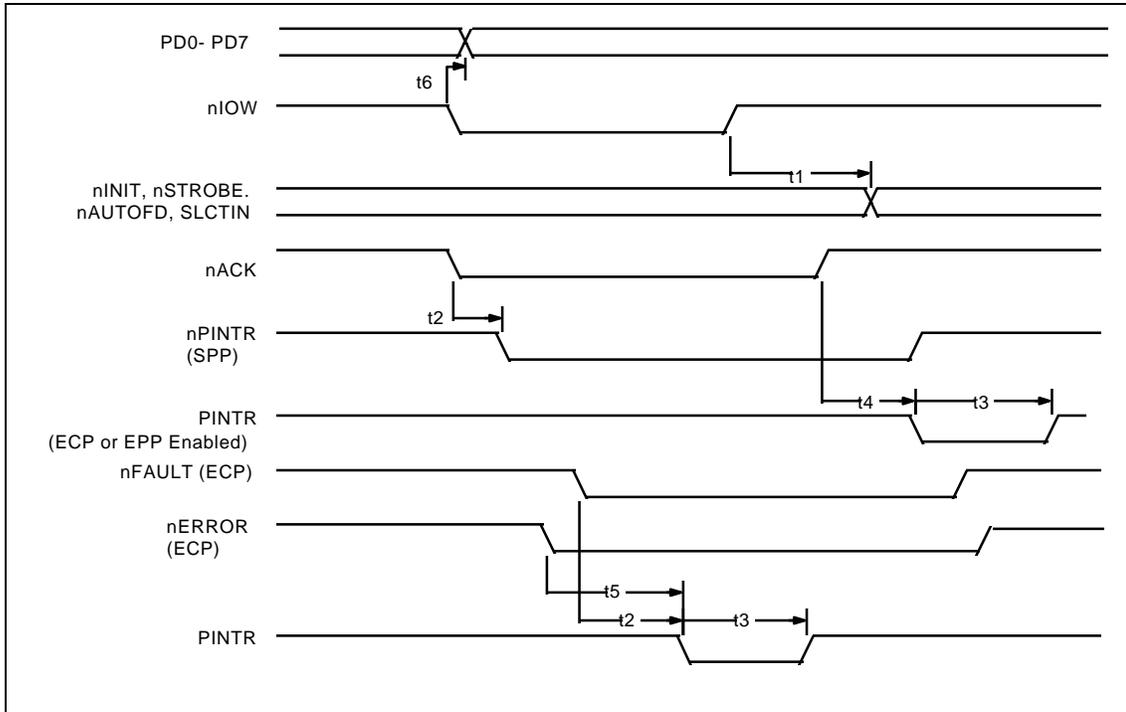 PD0- PD7
t6
nIOW
t1
nINIT, nSTROBE.
nAUTOFD, SLCTIN
nACK
t2
nPINTR
(SPP)
t4
t3
PINTR
(ECP or EPP Enabled)
nFAULT (ECP)
nERROR
(ECP)
t5
t2
t3
PINTR